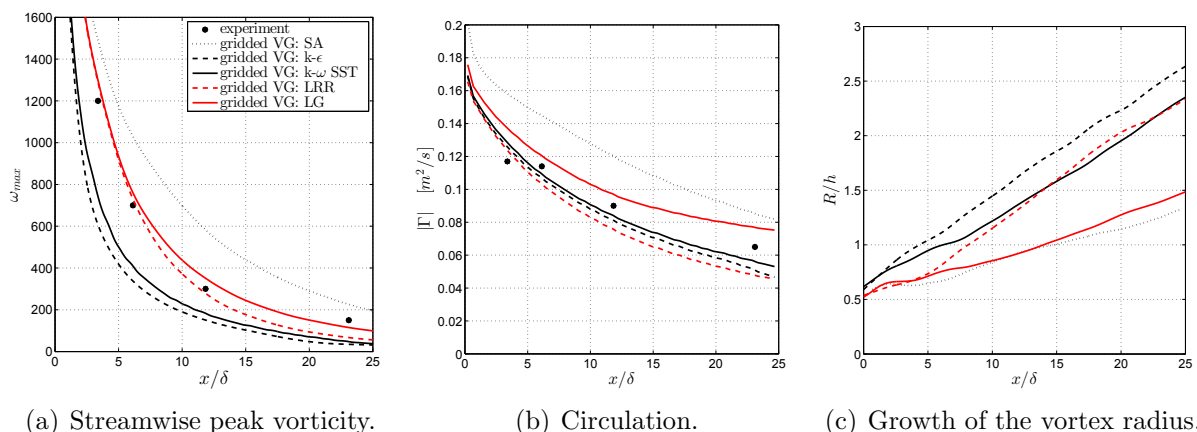 1600
1400
1200
1000
800
600
400
200
0
ω_max
0 5 10 15 20 25
x/δ
experiment
gridded VG: SA
gridded VG: k-ϵ
gridded VG: k-ω SST
gridded VG: LRR
gridded VG: LG
(a) Streamwise peak vorticity.
0.2
0.18
0.16
0.14
0.12
0.1
0.08
0.06
0.04
0.02
0
|Γ| [m²/s]
0 5 10 15 20 25
x/δ
(b) Circulation.
3
2.5
2
1.5
1
0.5
0
R/h
0 5 10 15 20 25
x/δ
(c) Growth of the vortex radius.